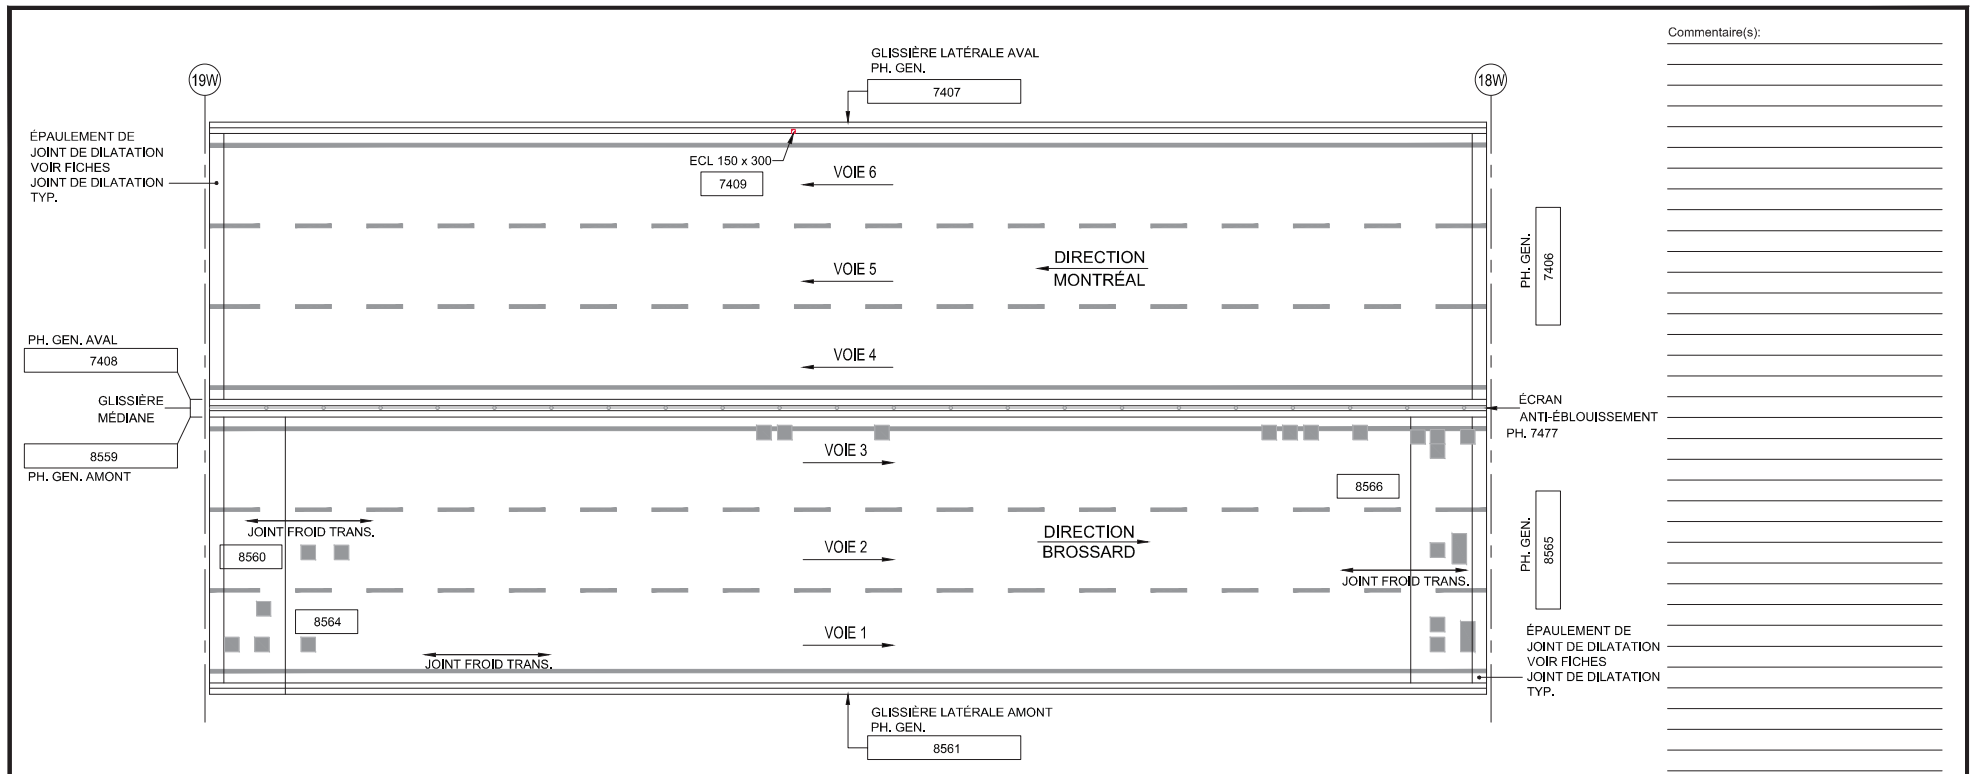 Commentaire(s):
19W
18W
GLISSIÈRE LATÉRALE AVAL
PH. GEN.
7407
ÉPAULEMENT DE
JOINT DE DILATATION
VOIR FICHES
JOINT DE DILATATION
TYP.
ECL 150 x 300
7409
VOIE 6
VOIE 5
DIRECTION
MONTRÉAL
PH. GEN.
7406
VOIE 4
PH. GEN. AVAL
7408
GLISSIÈRE
MÉDIANE
8559
PH. GEN. AMONT
ÉCRAN
ANTI-ÉBLOUISSEMENT
PH. 7477
VOIE 3
8566
JOINT FROID TRANS.
8560
VOIE 2
DIRECTION
BROSSARD
JOINT FROID TRANS.
PH. GEN.
8565
8564
VOIE 1
JOINT FROID TRANS.
ÉPAULEMENT DE
JOINT DE DILATATION
VOIR FICHES
JOINT DE DILATATION
TYP.
GLISSIÈRE LATÉRALE AMONT
PH. GEN.
8561